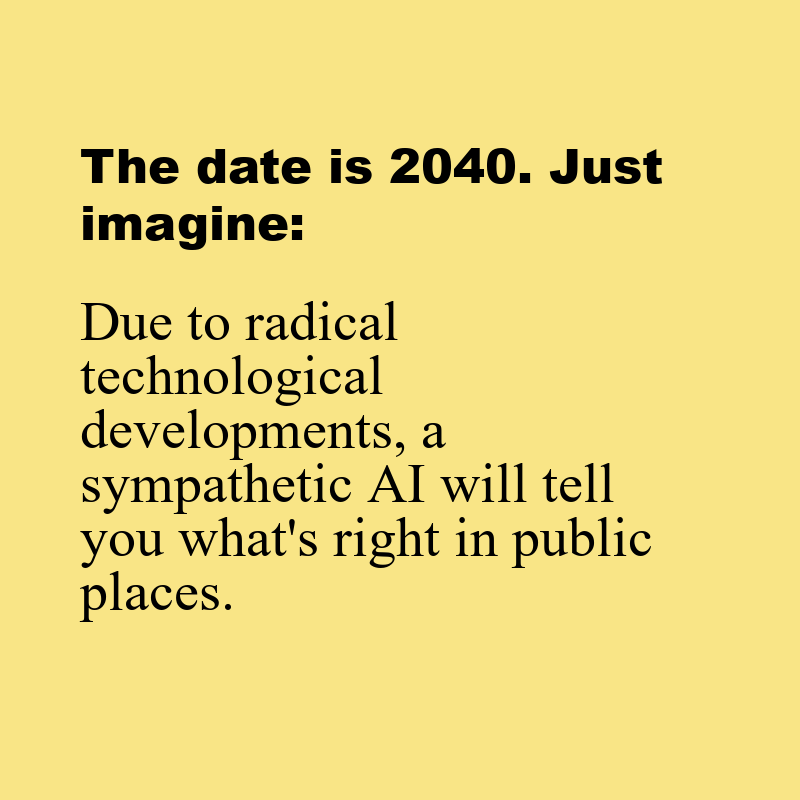 The date is 2040. Just
imagine:
Due to radical
technological
developments, a
sympathetic AI will tell
you what's right in public
places.